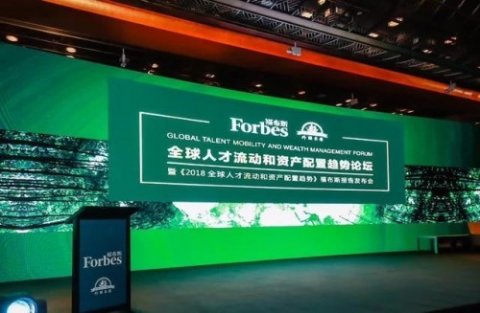 Forbes 福布斯
GLOBAL TALENT MOBILITY AND WEALTH MANAGEMENT FORUM
全球人才流动和资产配置趋势论坛
暨《2018 全球人才流动和资产配置趋势》福布斯报告发布会
福布斯
Forbes